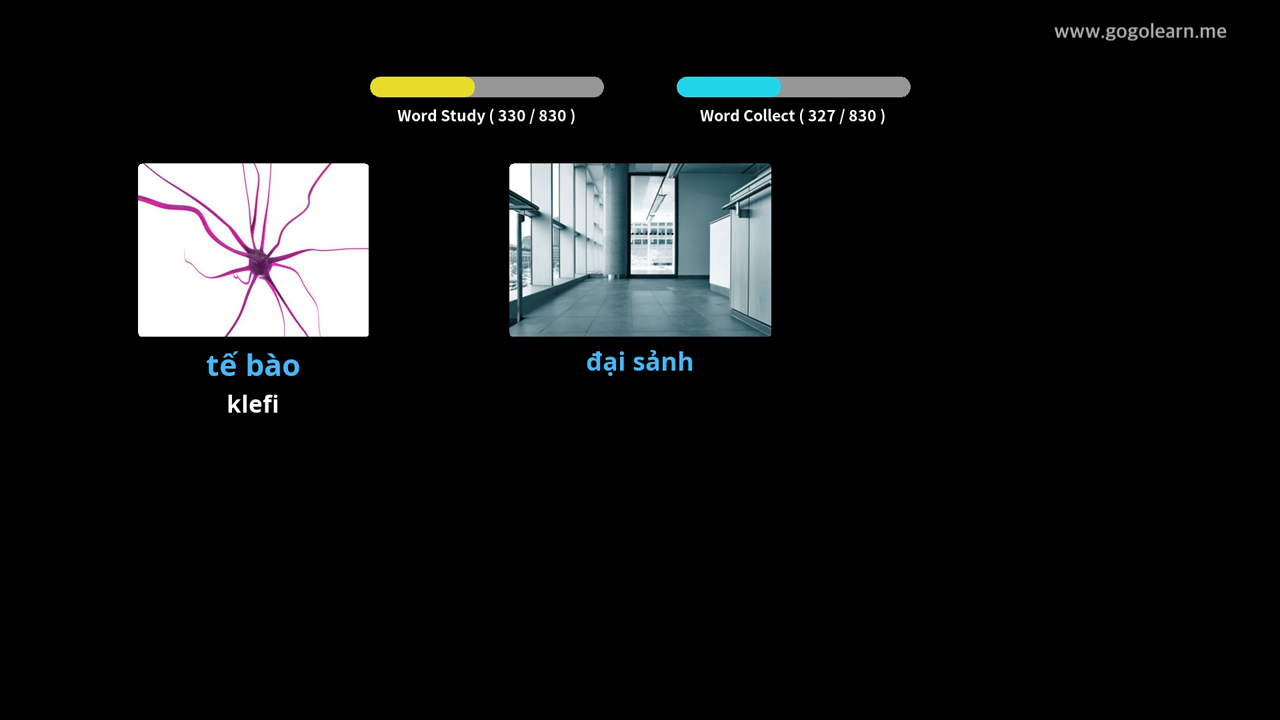 www.gogolearn.me
Word Study ( 330 / 830 )
Word Collect ( 327 / 830 )
tế bào
klefi
đại sảnh